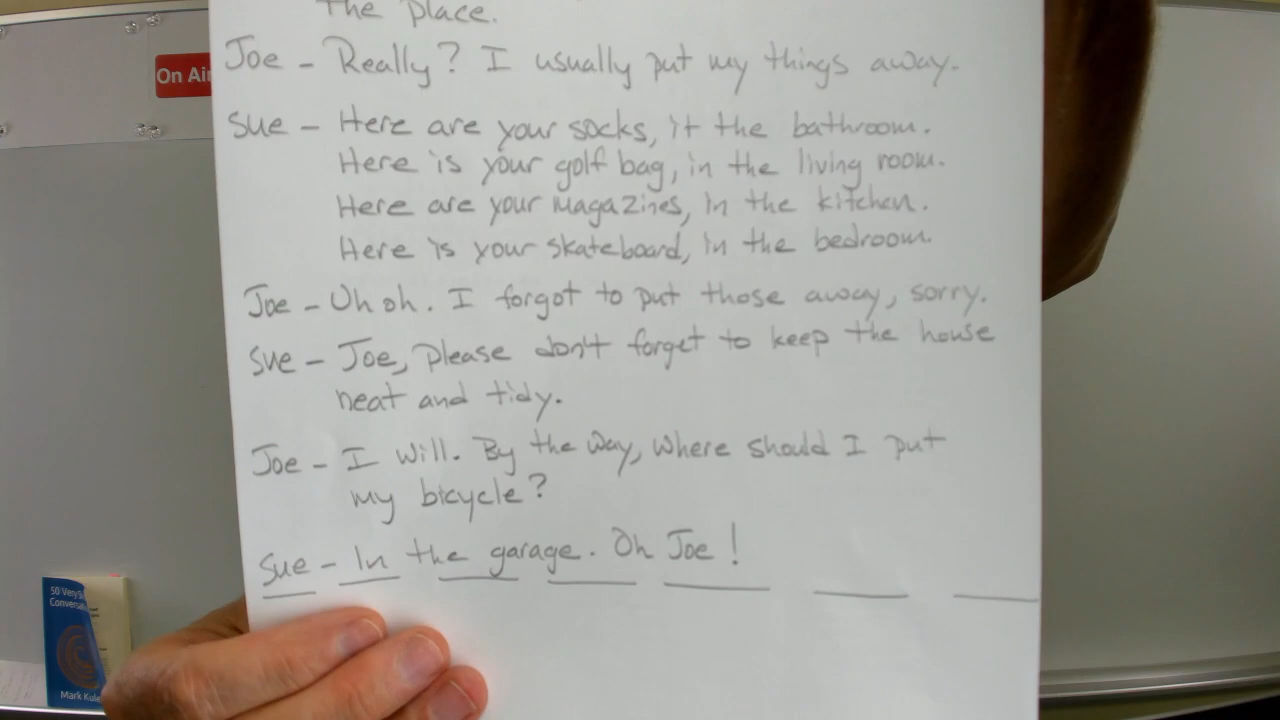 the place.
On Air
Joe - Really? I usually put my things away.
Sue - Here are your socks, it the bathroom.
Here is your golf bag, in the living room.
Here are your magazines, in the kitchen.
Here is your skateboard, in the bedroom.
Joe - Uh oh. I forgot to put those away, sorry.
Sue - Joe, please don't forget to keep the house
neat and tidy.
Joe - I will. By the way, where should I put
my bicycle?
Sue - In the garage. Oh Joe!
50 Very
Mark